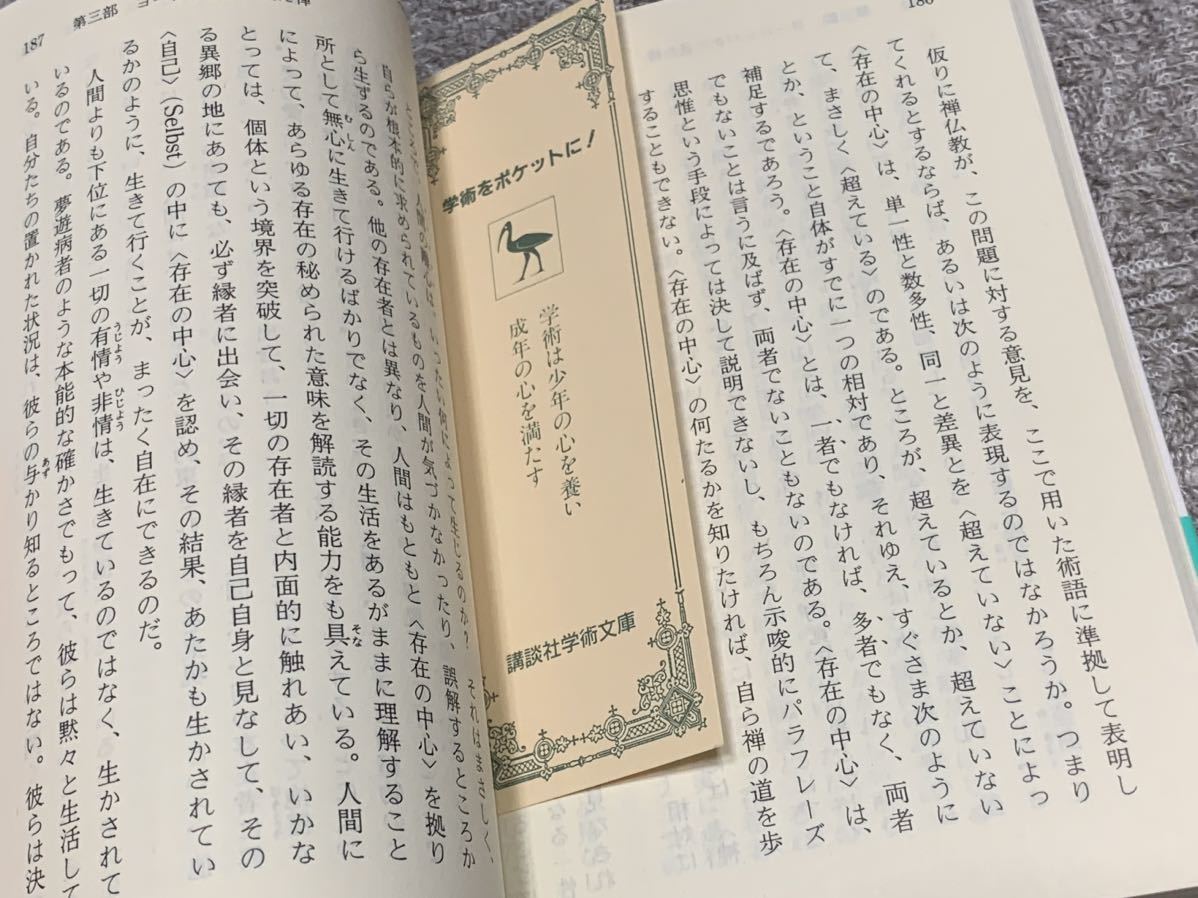 186
仮りに禅仏教が、この問題に対する意見を、ここで用いた術語に準拠して表明し
てくれるとするならば、あるいは次のように表現するのではなかろうか。つまり
〈存在の中心〉は、単一性と数多性、同一と差異とを〈超えていない〉ことによっ
て、まさしく〈超えている〉のである。ところが、超えているとか、超えていない
とか、ということ自体がすでに一つの相対であり、それゆえ、すぐさま次のように
補足するであろう。〈存在の中心〉とは、一者でもなければ、多者でもなく、両者
でもないことは言うに及ばず、両者でないこともないのである。〈存在の中心〉は、
思惟という手段によっては決して説明できないし、もちろん示唆的にパラフレーズ
することもできない。〈存在の中心〉の何たるかを知りたければ、自ら禅の道を歩
学術をポケットに!
学術は少年の心を養い
成年の心を満たす
講談社学術文庫
187
第三部
いったい何によって生じるのか? それはまさしく、
自らが根本的に求められているものを人間が気づかなかったり、誤解するところか
ら生ずるのである。他の存在者とは異なり、人間はもともと〈存在の中心〉を拠り
所として無心に生きて行けるばかりでなく、その生活をあるがままに理解すること
によって、あらゆる存在の秘められた意味を解読する能力をも具えている。人間に
とっては、個体という境界を突破して、一切の存在者と内面的に触れあい、いかな
る異郷の地にあっても、必ず縁者に出会い、その縁者を自己自身と見なして、その
〈自己〉(Selbst)の中に〈存在の中心〉を認め、その結果、あたかも生かされてい
るかのように、生きて行くことが、まったく自在にできるのだ。
人間よりも下位にある一切の有情や非情は、生きているのではなく、生かされて
いるのである。夢遊病者のような本能的な確かさでもって、彼らは黙々と生活して
いる。自分たちの置かれた状況は、彼らの与かり知るところではない。彼らは決